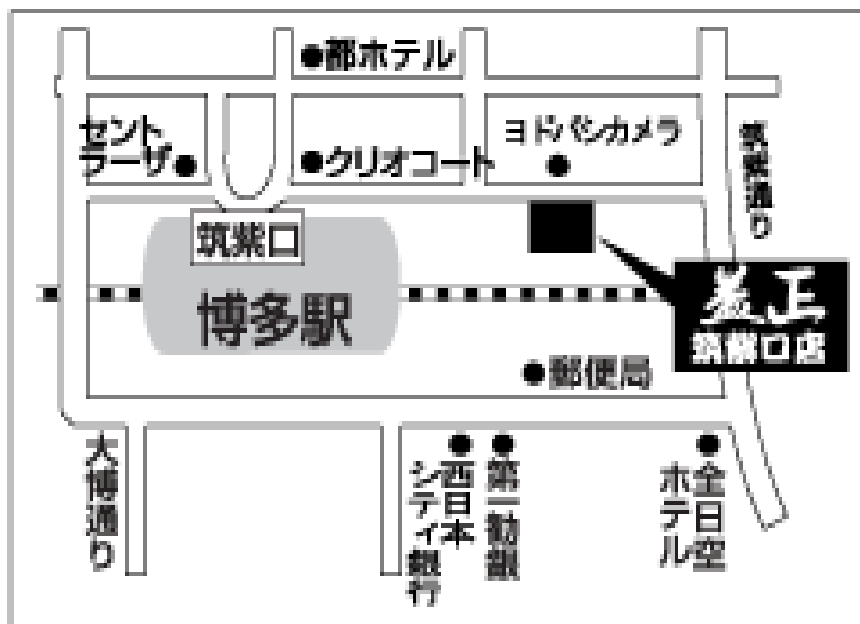 都ホテル
セント
ラーザ
クリオコート
ヨドバシカメラ
筑紫通り
筑紫口
博多駅
筑紫口店
郵便局
大博通り
西日本
シティ銀行
第一勧銀
全日空
ホテル